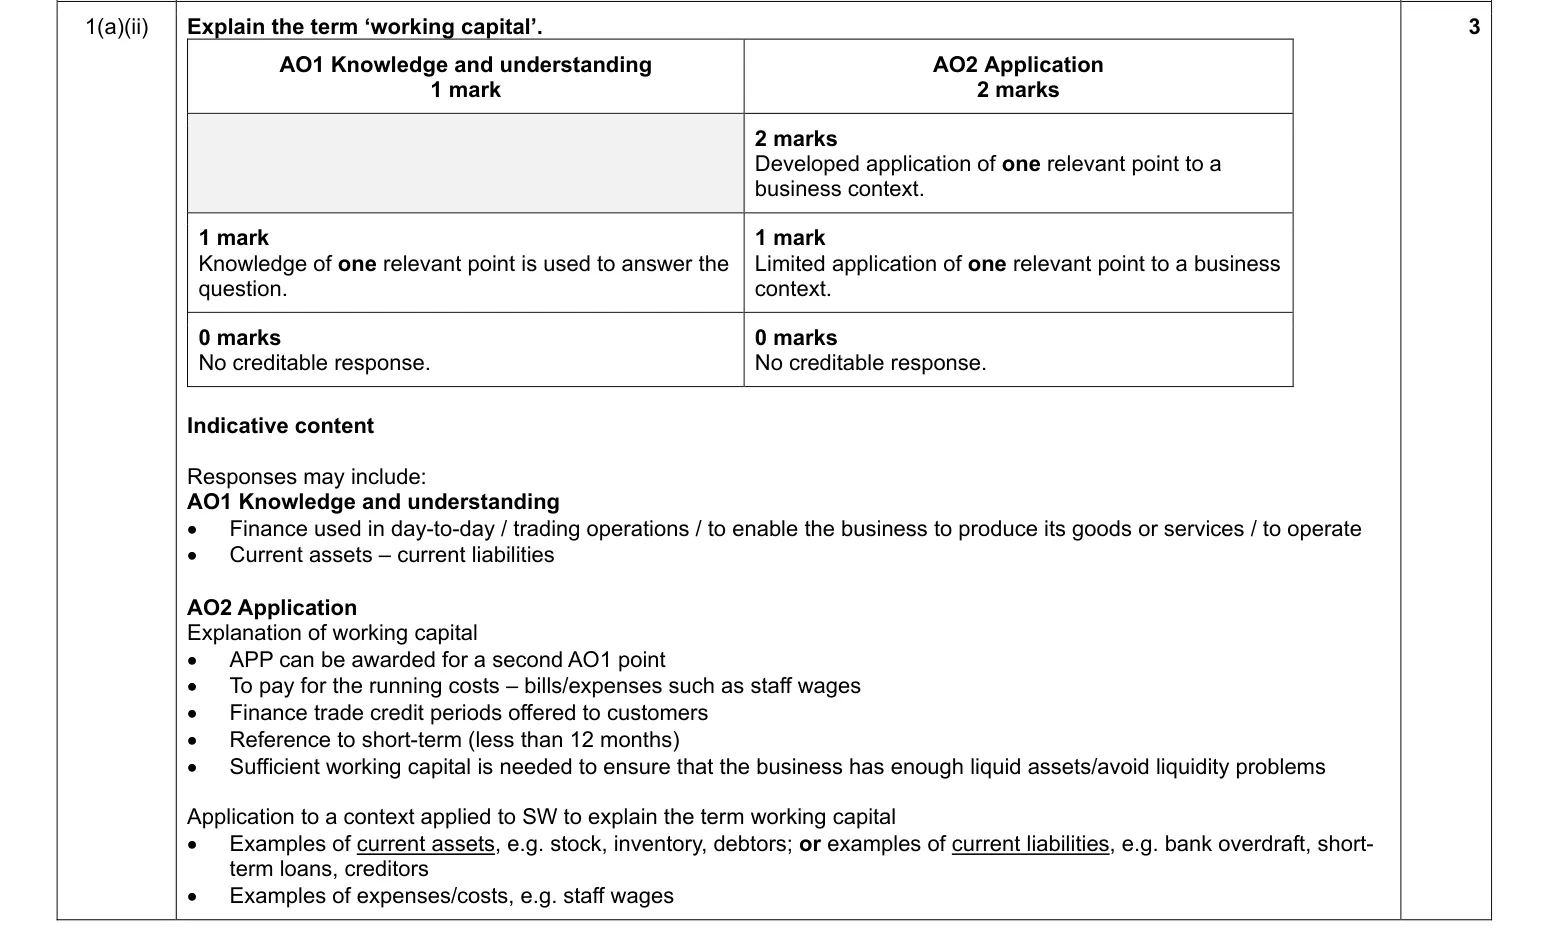 1(a)(ii) Explain the term ‘working capital’. 3
AO1 Knowledge and understanding
1 mark
AO2 Application
2 marks
2 marks
Developed application of one relevant point to a
business context.
1 mark
Knowledge of one relevant point is used to answer the
question.
1 mark
Limited application of one relevant point to a business
context.
0 marks
No creditable response.
0 marks
No creditable response.
Indicative content
Responses may include:
AO1 Knowledge and understanding
• Finance used in day-to-day / trading operations / to enable the business to produce its goods or services / to operate
• Current assets – current liabilities
AO2 Application
Explanation of working capital
• APP can be awarded for a second AO1 point
• To pay for the running costs – bills/expenses such as staff wages
• Finance trade credit periods offered to customers
• Reference to short-term (less than 12 months)
• Sufficient working capital is needed to ensure that the business has enough liquid assets/avoid liquidity problems
Application to a context applied to SW to explain the term working capital
• Examples of current assets, e.g. stock, inventory, debtors; or examples of current liabilities, e.g. bank overdraft, short-
term loans, creditors
• Examples of expenses/costs, e.g. staff wages